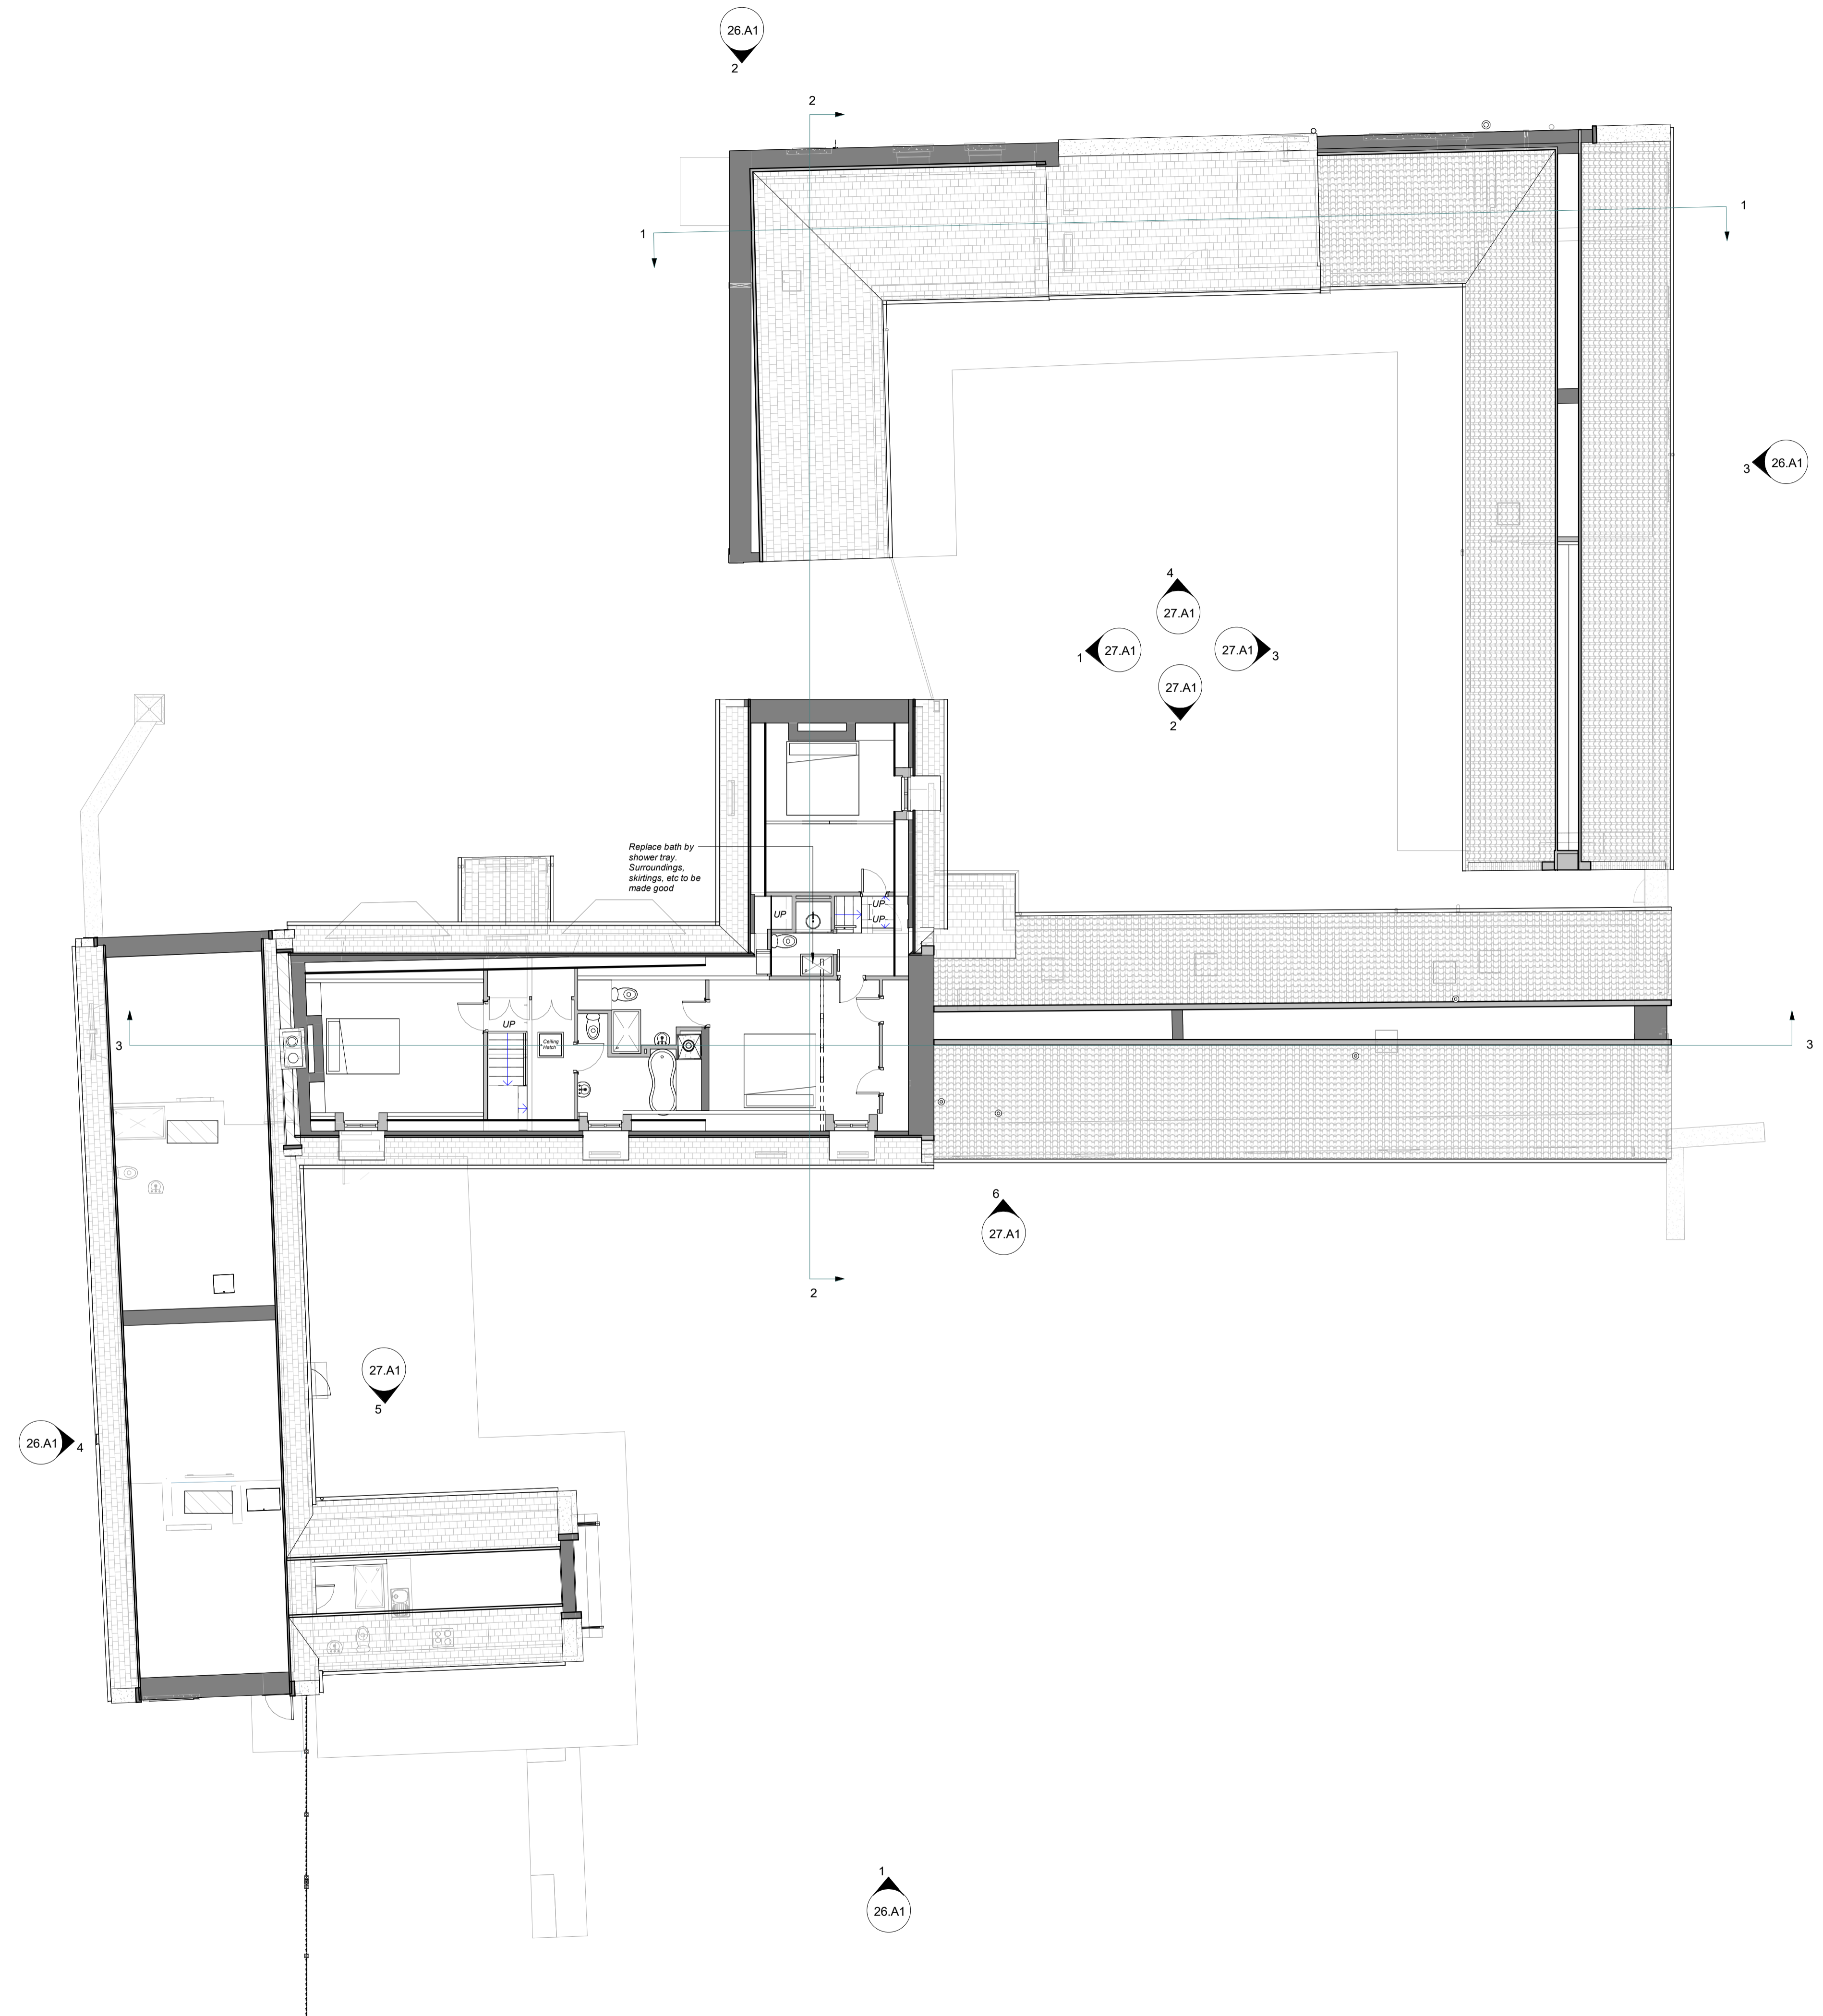 26.A1
2
2
1
1
3
26.A1
4
27.A1
1
27.A1
27.A1
3
27.A1
2
Replace bath by
shower tray.
Surroundings,
skirtings, etc to be
made good
UP
UP
UP
UP
Ceiling
Hatch
3
3
6
27.A1
2
27.A1
5
26.A1
4
1
26.A1